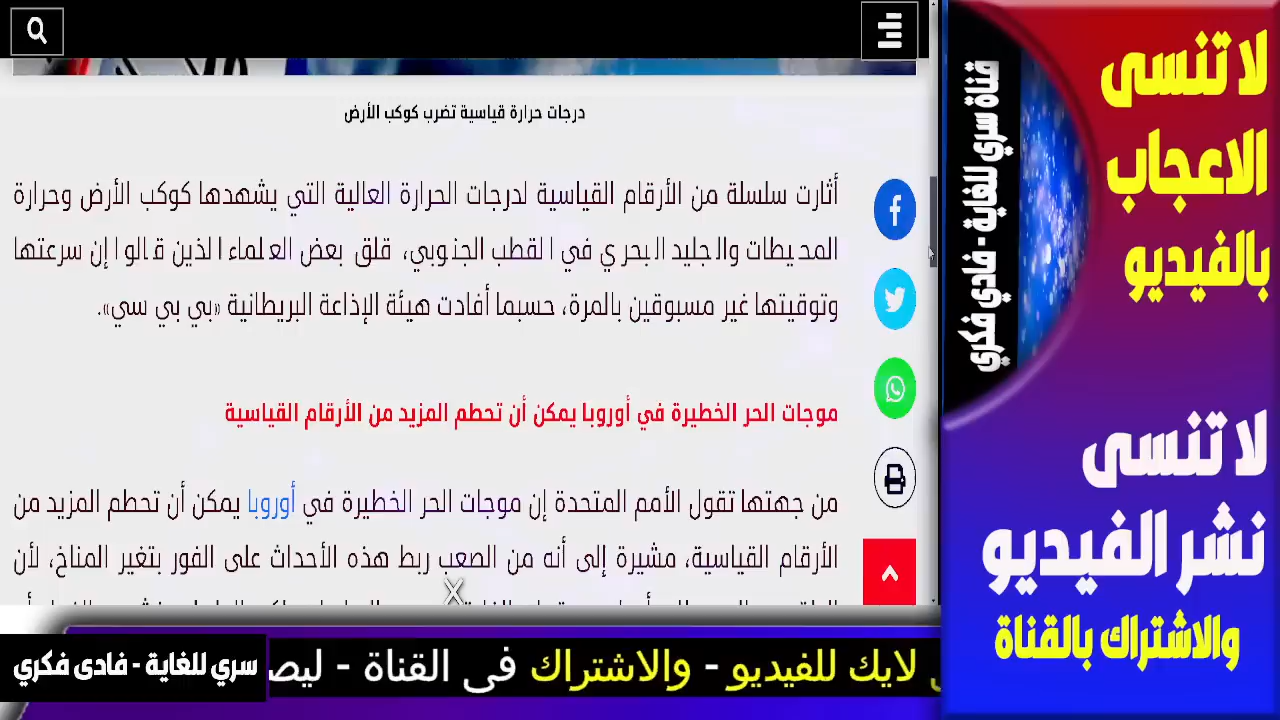 درجات حرارة قياسية تضرب كوكب الأرض
أثارت سلسلة من الأرقام القياسية لدرجات الحرارة العالية التي يشهدها كوكب الأرض وحرارة
المحيطات والجليد البحري في القطب الجنوبي، قلق بعض العلماء الذين قالوا إن سرعتها
وتوقيتها غير مسبوقين بالمرة، حسبما أفادت هيئة الإذاعة البريطانية «بي بي سي».
موجات الحر الخطيرة في أوروبا يمكن أن تحطم المزيد من الأرقام القياسية
من جهتها تقول الأمم المتحدة إن موجات الحر الخطيرة في أوروبا يمكن أن تحطم المزيد من
الأرقام القياسية، مشيرة إلى أنه من الصعب ربط هذه الأحداث على الفور بتغير المناخ، لأن
لا تنسى
الاعجاب
بالفيديو
قناة سري للغاية - فادي فكري
لا تنسى
نشر الفيديو
والاشتراك بالقناة
لايك للفيديو - والاشتراك فى القناة - ليص
سري للغاية - فادى فكري